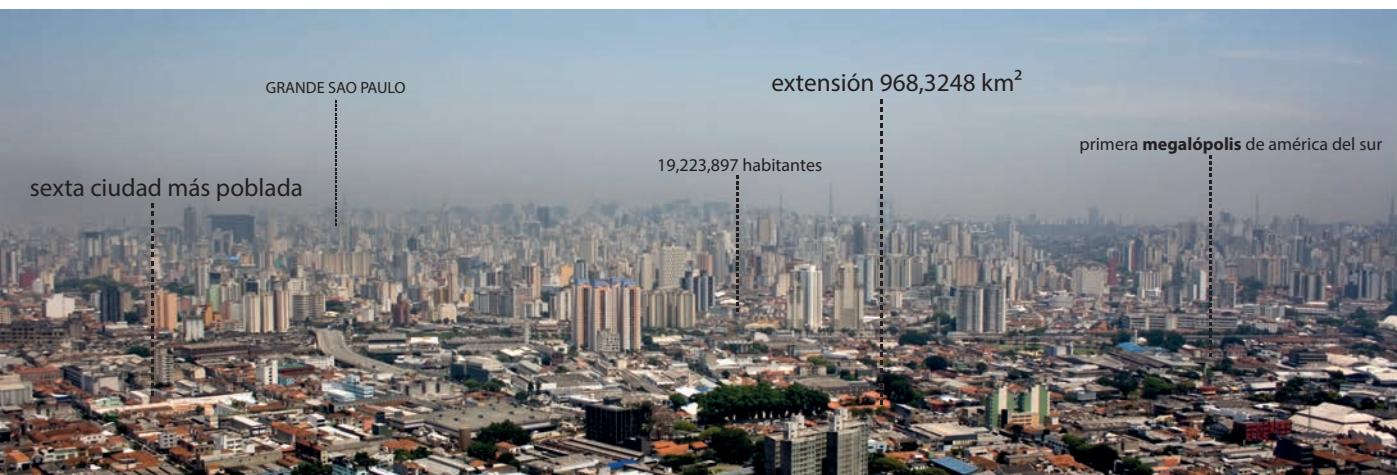 GRANDE SAO PAULO
extensión 968,3248 km²
primera megalópolis de américa del sur
19,223,897 habitantes
sexta ciudad más poblada